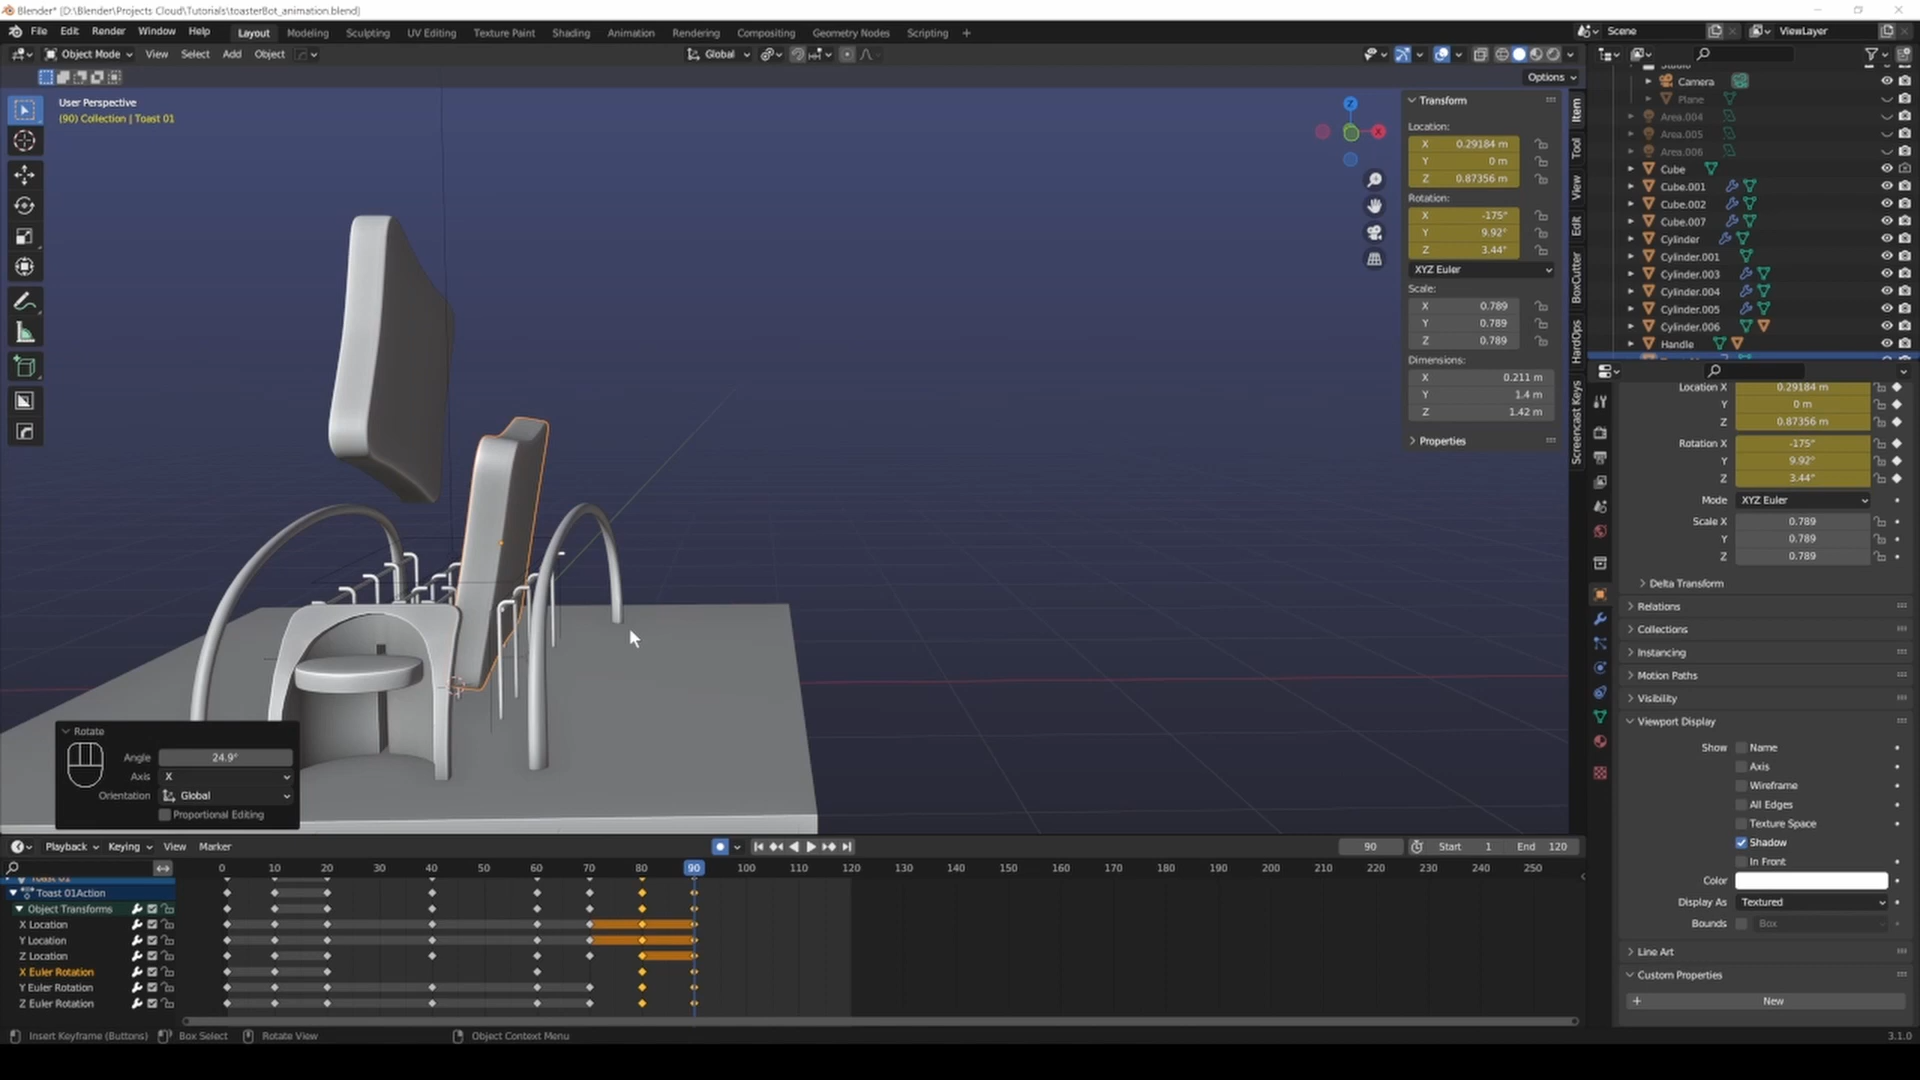 Blender* [D:\Blender\Projects Cloud\Tutorials\toasterBot_animation.blend]
File Edit Render Window Help Layout Modeling Sculpting UV Editing Texture Paint Shading Animation Rendering Compositing Geometry Nodes Scripting + Scene ViewLayer
Object Mode View Select Add Object Global
Options
User Perspective
(90) Collection | Toast 01
Z
X
Transform
Location:
X 0.29184 m
Y 0 m
Z 0.87356 m
Rotation:
X -175°
Y 9.92°
Z 3.44°
XYZ Euler
Scale:
X 0.789
Y 0.789
Z 0.789
Dimensions:
X 0.211 m
Y 1.4 m
Z 1.42 m
Properties
Item
Tool
View
Edit
BoxCutter
HardOps
Screencast Keys
Camera
Plane
Area.004
Area.005
Area.006
Cube
Cube.001
Cube.002
Cube.007
Cylinder
Cylinder.001
Cylinder.003
Cylinder.004
Cylinder.005
Cylinder.006
Handle
Location X 0.29184 m
Y 0 m
Z 0.87356 m
Rotation X -175°
Y 9.92°
Z 3.44°
Mode XYZ Euler
Scale X 0.789
Y 0.789
Z 0.789
Delta Transform
Relations
Collections
Instancing
Motion Paths
Visibility
Viewport Display
Show Name
Axis
Wireframe
All Edges
Texture Space
Shadow
In Front
Color
Display As Textured
Bounds Box
Line Art
Custom Properties
+ New
Rotate
Angle 24.9°
Axis X
Orientation Global
Proportional Editing
Playback Keying View Marker 90 Start 1 End 120
0 10 20 30 40 50 60 70 80 90 100 110 120 130 140 150 160 170 180 190 200 210 220 230 240 250
Toast 01Action
Object Transforms
X Location
Y Location
Z Location
X Euler Rotation
Y Euler Rotation
Z Euler Rotation
Insert Keyframe (Buttons) Box Select Rotate View Object Context Menu 3.1.0